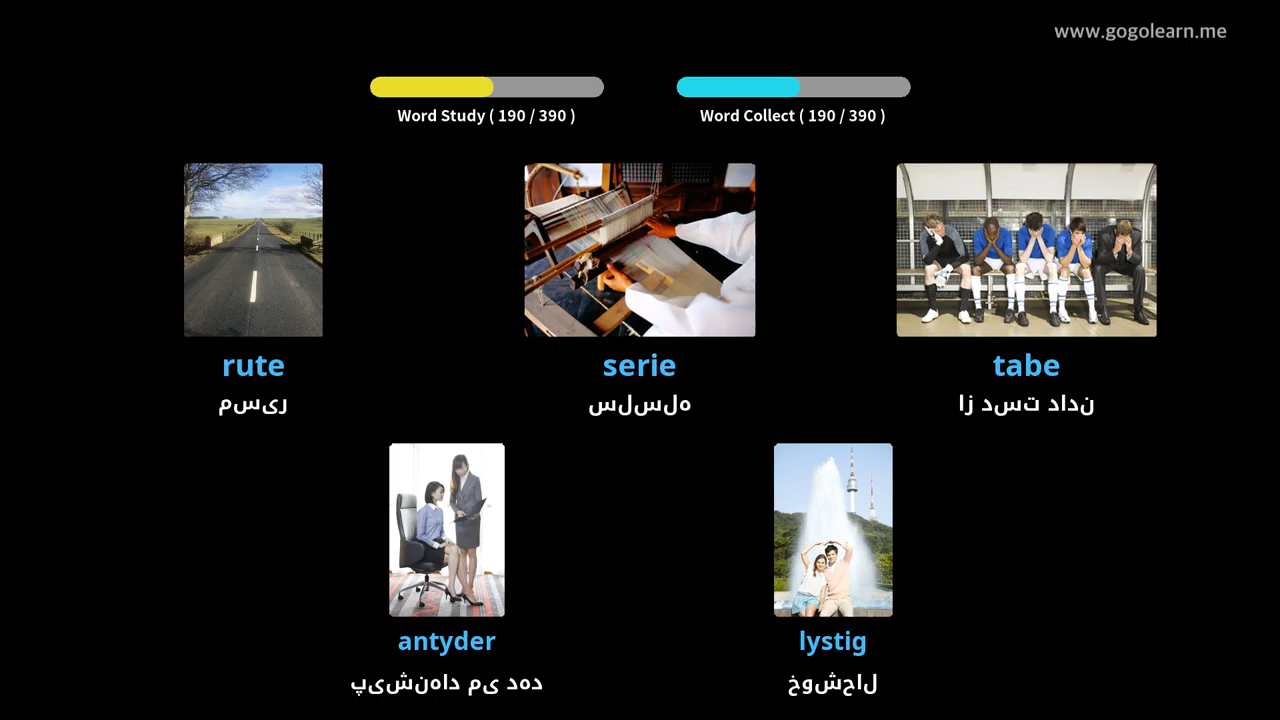 www.gogolearn.me
Word Study ( 190 / 390 )
Word Collect ( 190 / 390 )
rute
مسیر
serie
سلسله
tabe
از دست دادن
antyder
پیشنهاد می دهد
lystig
خوشحال